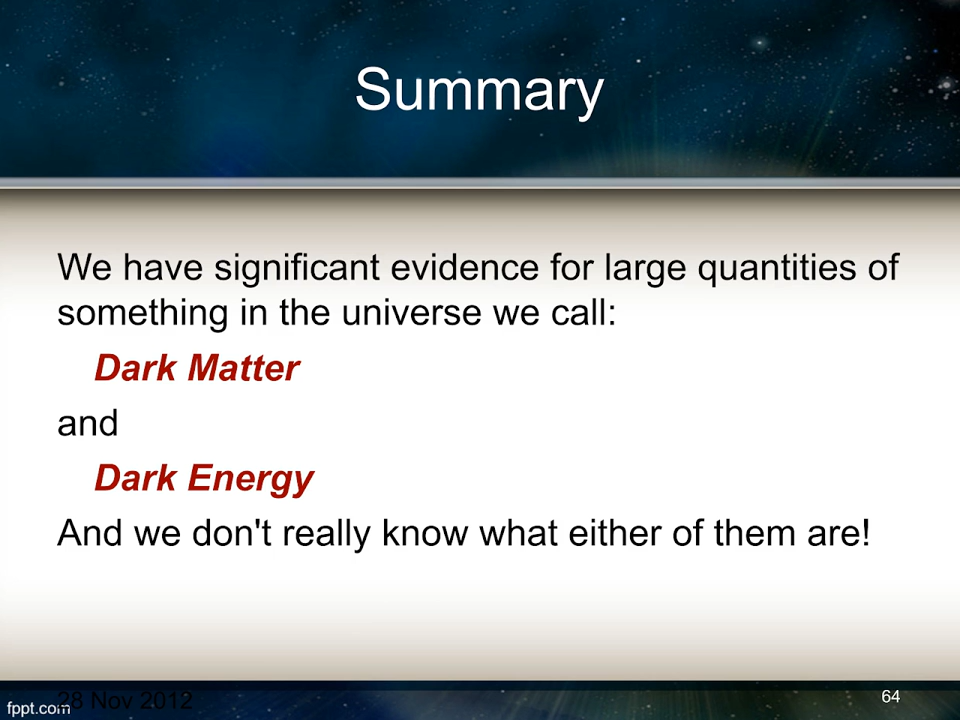 Summary
We have significant evidence for large quantities of
something in the universe we call:
Dark Matter
and
Dark Energy
And we don't really know what either of them are!
28 Nov 2012
fppt.com
64